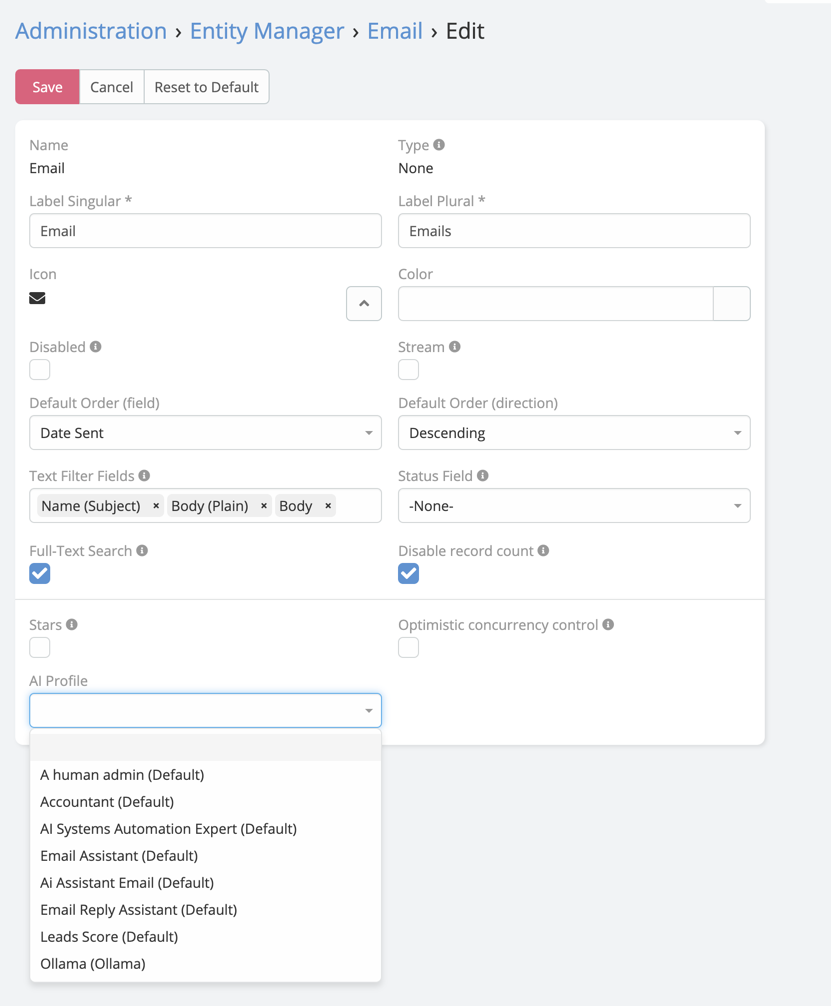 Administration › Entity Manager › Email › Edit
Save Cancel Reset to Default
Name Type
Email None
Label Singular * Label Plural *
Email Emails
Icon Color
Disabled Stream
Default Order (field) Default Order (direction)
Date Sent Descending
Text Filter Fields Status Field
Name (Subject) × Body (Plain) × Body × -None-
Full-Text Search Disable record count
Stars Optimistic concurrency control
AI Profile
A human admin (Default)
Accountant (Default)
AI Systems Automation Expert (Default)
Email Assistant (Default)
Ai Assistant Email (Default)
Email Reply Assistant (Default)
Leads Score (Default)
Ollama (Ollama)